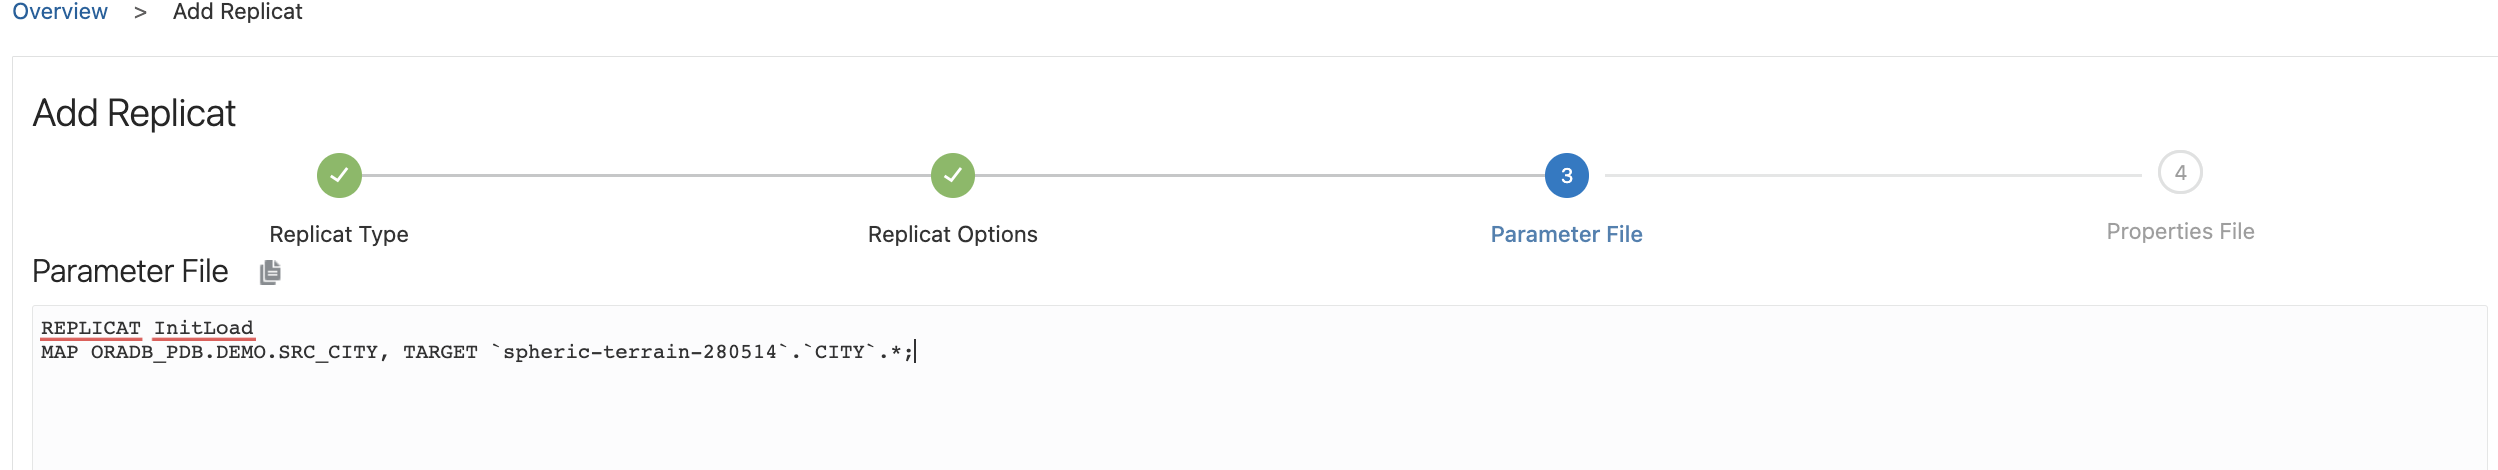 Overview > Add Replicat
Add Replicat
3
4
Replicat Type
Replicat Options
Parameter File
Properties File
Parameter File
REPLICAT InitLoad
MAP ORADB_PDB.DEMO.SRC_CITY, TARGET `spheric-terrain-280514`.`CITY`.*;